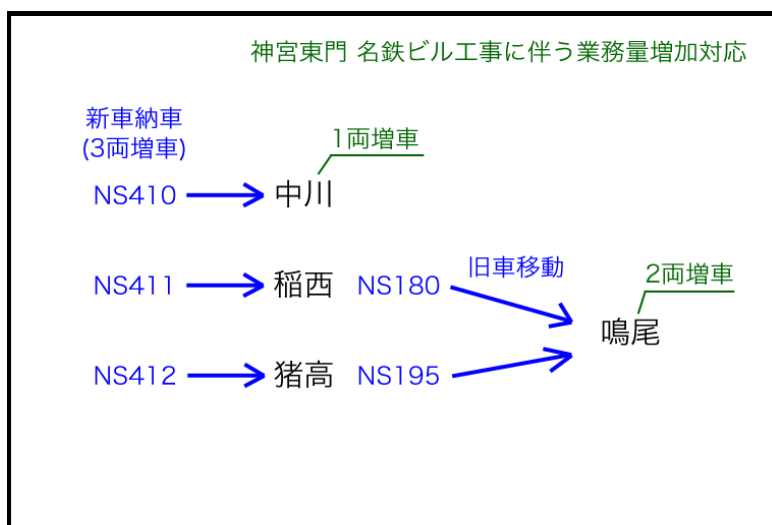 神宮東門 名鉄ビル工事に伴う業務量増加対応
新車納車
(3両増車)
1両増車
NS410
中川
旧車移動
2両増車
NS411
稲西
NS180
鳴尾
NS412
猪高
NS195